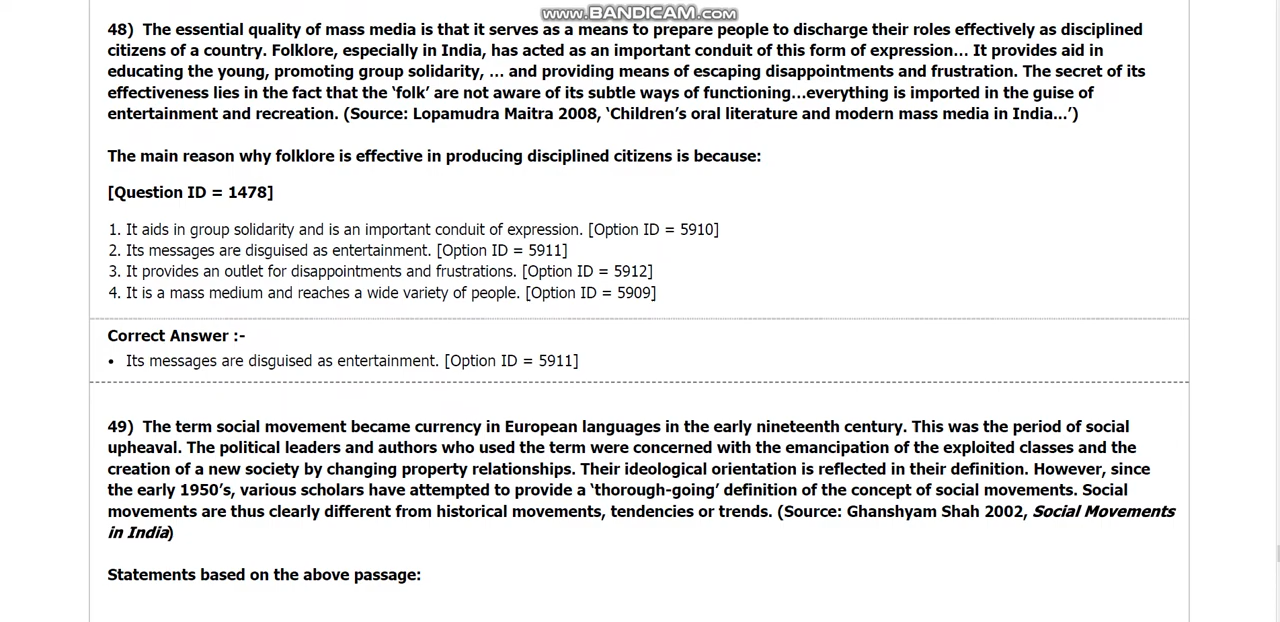 www.BANDICAM.com
48) The essential quality of mass media is that it serves as a means to prepare people to discharge their roles effectively as disciplined
citizens of a country. Folklore, especially in India, has acted as an important conduit of this form of expression... It provides aid in
educating the young, promoting group solidarity, ... and providing means of escaping disappointments and frustration. The secret of its
effectiveness lies in the fact that the ‘folk’ are not aware of its subtle ways of functioning...everything is imported in the guise of
entertainment and recreation. (Source: Lopamudra Maitra 2008, ‘Children’s oral literature and modern mass media in India...’)
The main reason why folklore is effective in producing disciplined citizens is because:
[Question ID = 1478]
1. It aids in group solidarity and is an important conduit of expression. [Option ID = 5910]
2. Its messages are disguised as entertainment. [Option ID = 5911]
3. It provides an outlet for disappointments and frustrations. [Option ID = 5912]
4. It is a mass medium and reaches a wide variety of people. [Option ID = 5909]
Correct Answer :-
• Its messages are disguised as entertainment. [Option ID = 5911]
49) The term social movement became currency in European languages in the early nineteenth century. This was the period of social
upheaval. The political leaders and authors who used the term were concerned with the emancipation of the exploited classes and the
creation of a new society by changing property relationships. Their ideological orientation is reflected in their definition. However, since
the early 1950’s, various scholars have attempted to provide a ‘thorough-going’ definition of the concept of social movements. Social
movements are thus clearly different from historical movements, tendencies or trends. (Source: Ghanshyam Shah 2002, Social Movements
in India)
Statements based on the above passage: